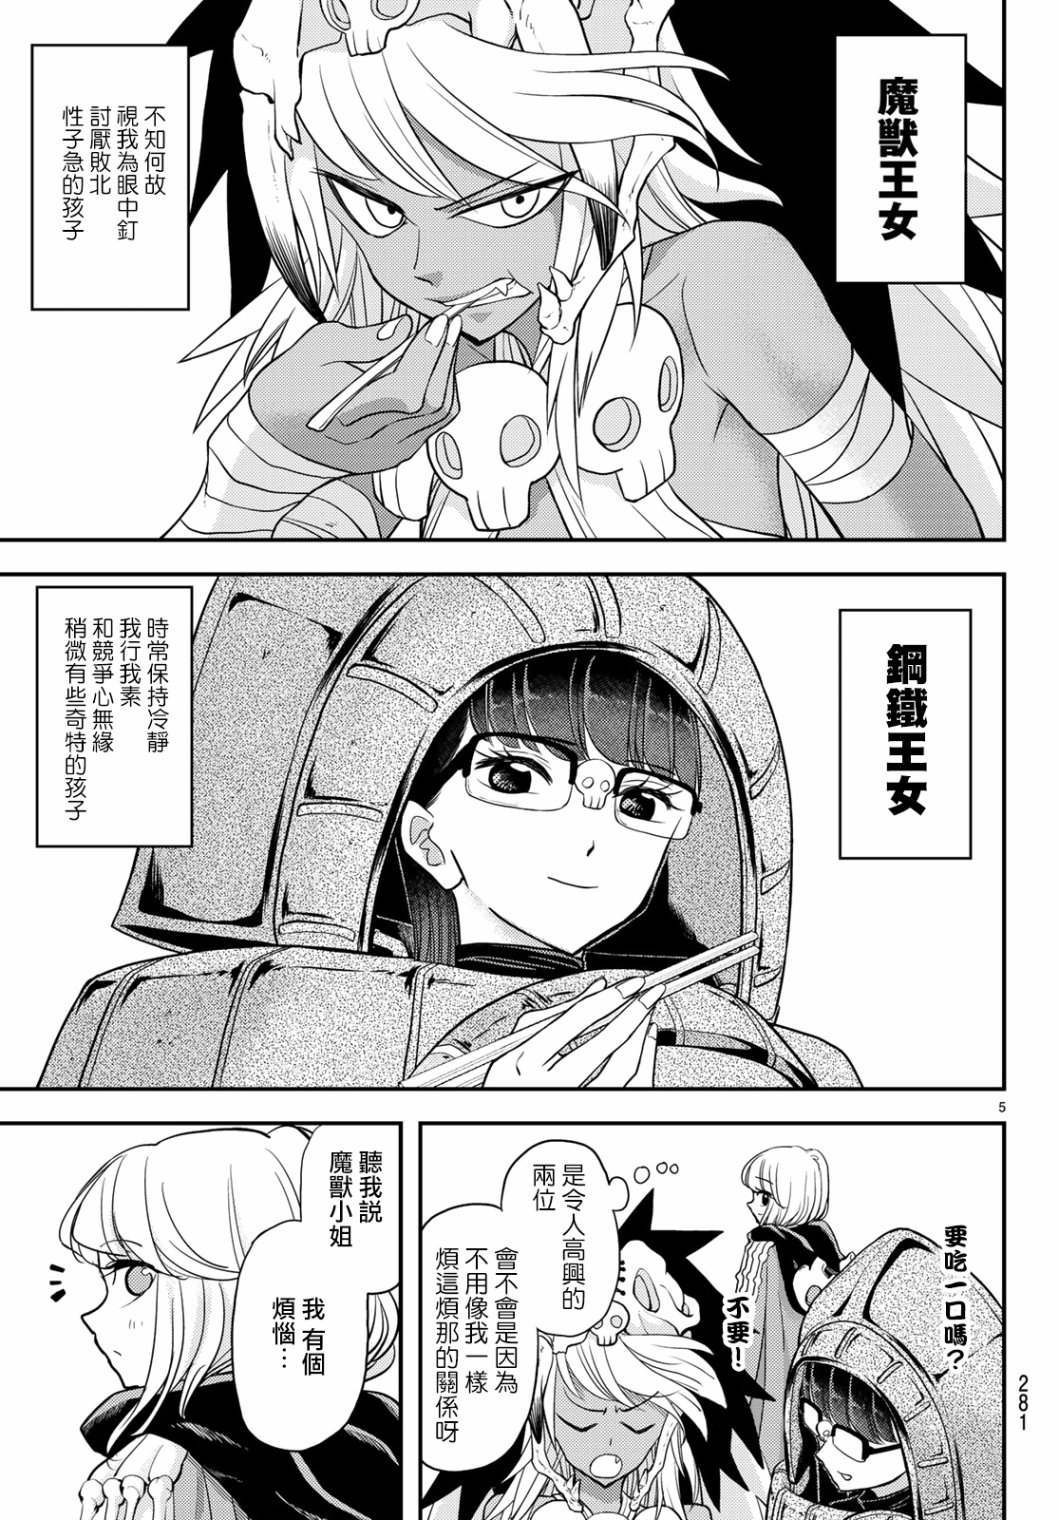 魔獸王女
不知何故
視我為眼中釘
討厭敗北
性子急的孩子
鋼鐵王女
時常保持冷靜
我行我素
和競爭心無緣
稍微有些奇特的孩子
5
要吃一口嗎？
不要！
是令人高興的
兩位
會不會是因為
不用像我一樣
煩這煩那的關係呀
聽我説
魔獸小姐
我有個
煩惱…
281